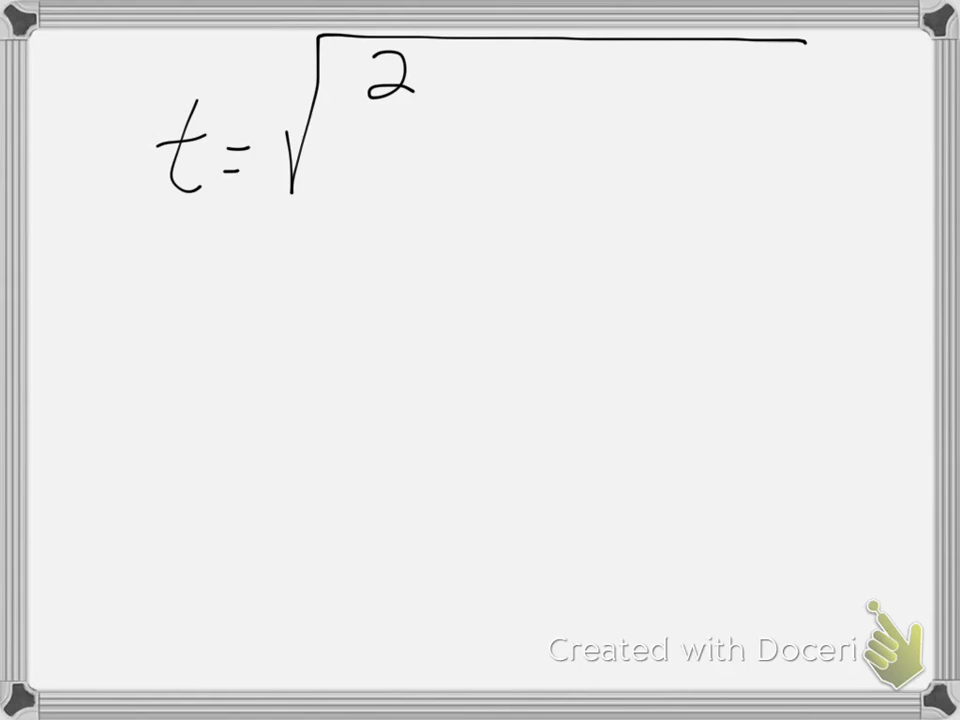 t = √2
Created with Doceri